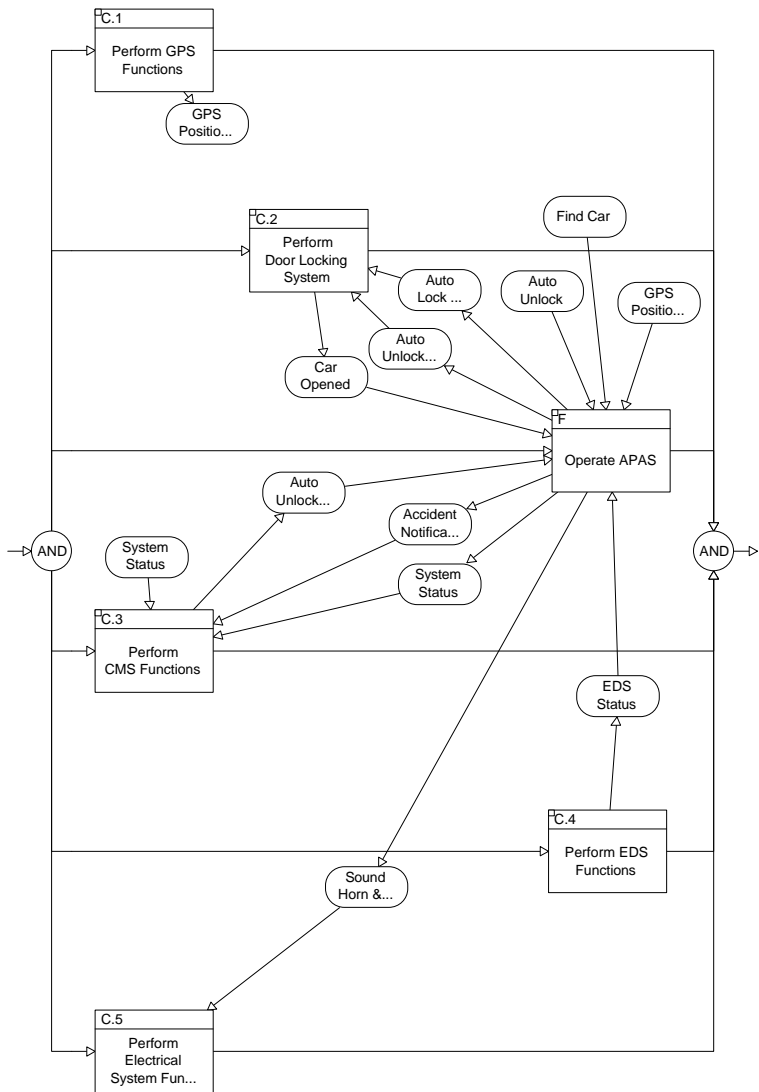 C.1
Perform GPS
Functions
GPS
Positio...
C.2
Perform
Door Locking
System
Find Car
Auto
Lock ...
Auto
Unlock
GPS
Positio...
Auto
Unlock...
Car
Opened
F
Operate APAS
Auto
Unlock...
Accident
Notifica...
AND
System
Status
System
Status
AND
C.3
Perform
CMS Functions
EDS
Status
C.4
Perform EDS
Functions
Sound
Horn &...
C.5
Perform
Electrical
System Fun...